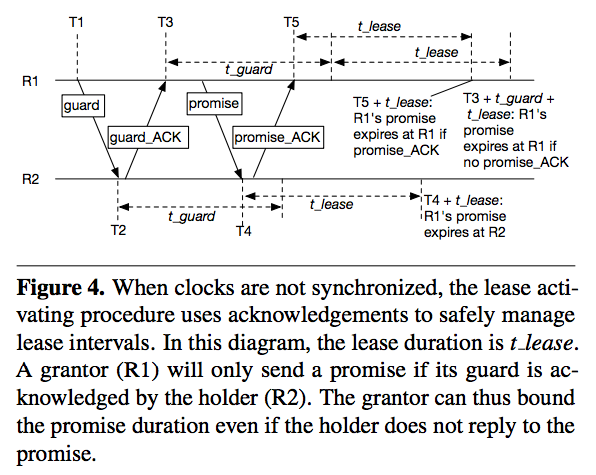 T1
T3
T5
t_lease
t_lease
t_guard
R1
guard
guard_ACK
promise
promise_ACK
T5 + t_lease:
R1's promise
expires at R1 if
promise_ACK
T3 + t_guard +
t_lease: R1's
promise
expires at R1 if
no promise_ACK
R2
T2
t_guard
T4
t_lease
T4 + t_lease:
R1's promise
expires at R2
Figure 4. When clocks are not synchronized, the lease acti-
vating procedure uses acknowledgements to safely manage
lease intervals. In this diagram, the lease duration is t_lease.
A grantor (R1) will only send a promise if its guard is ac-
knowledged by the holder (R2). The grantor can thus bound
the promise duration even if the holder does not reply to the
promise.